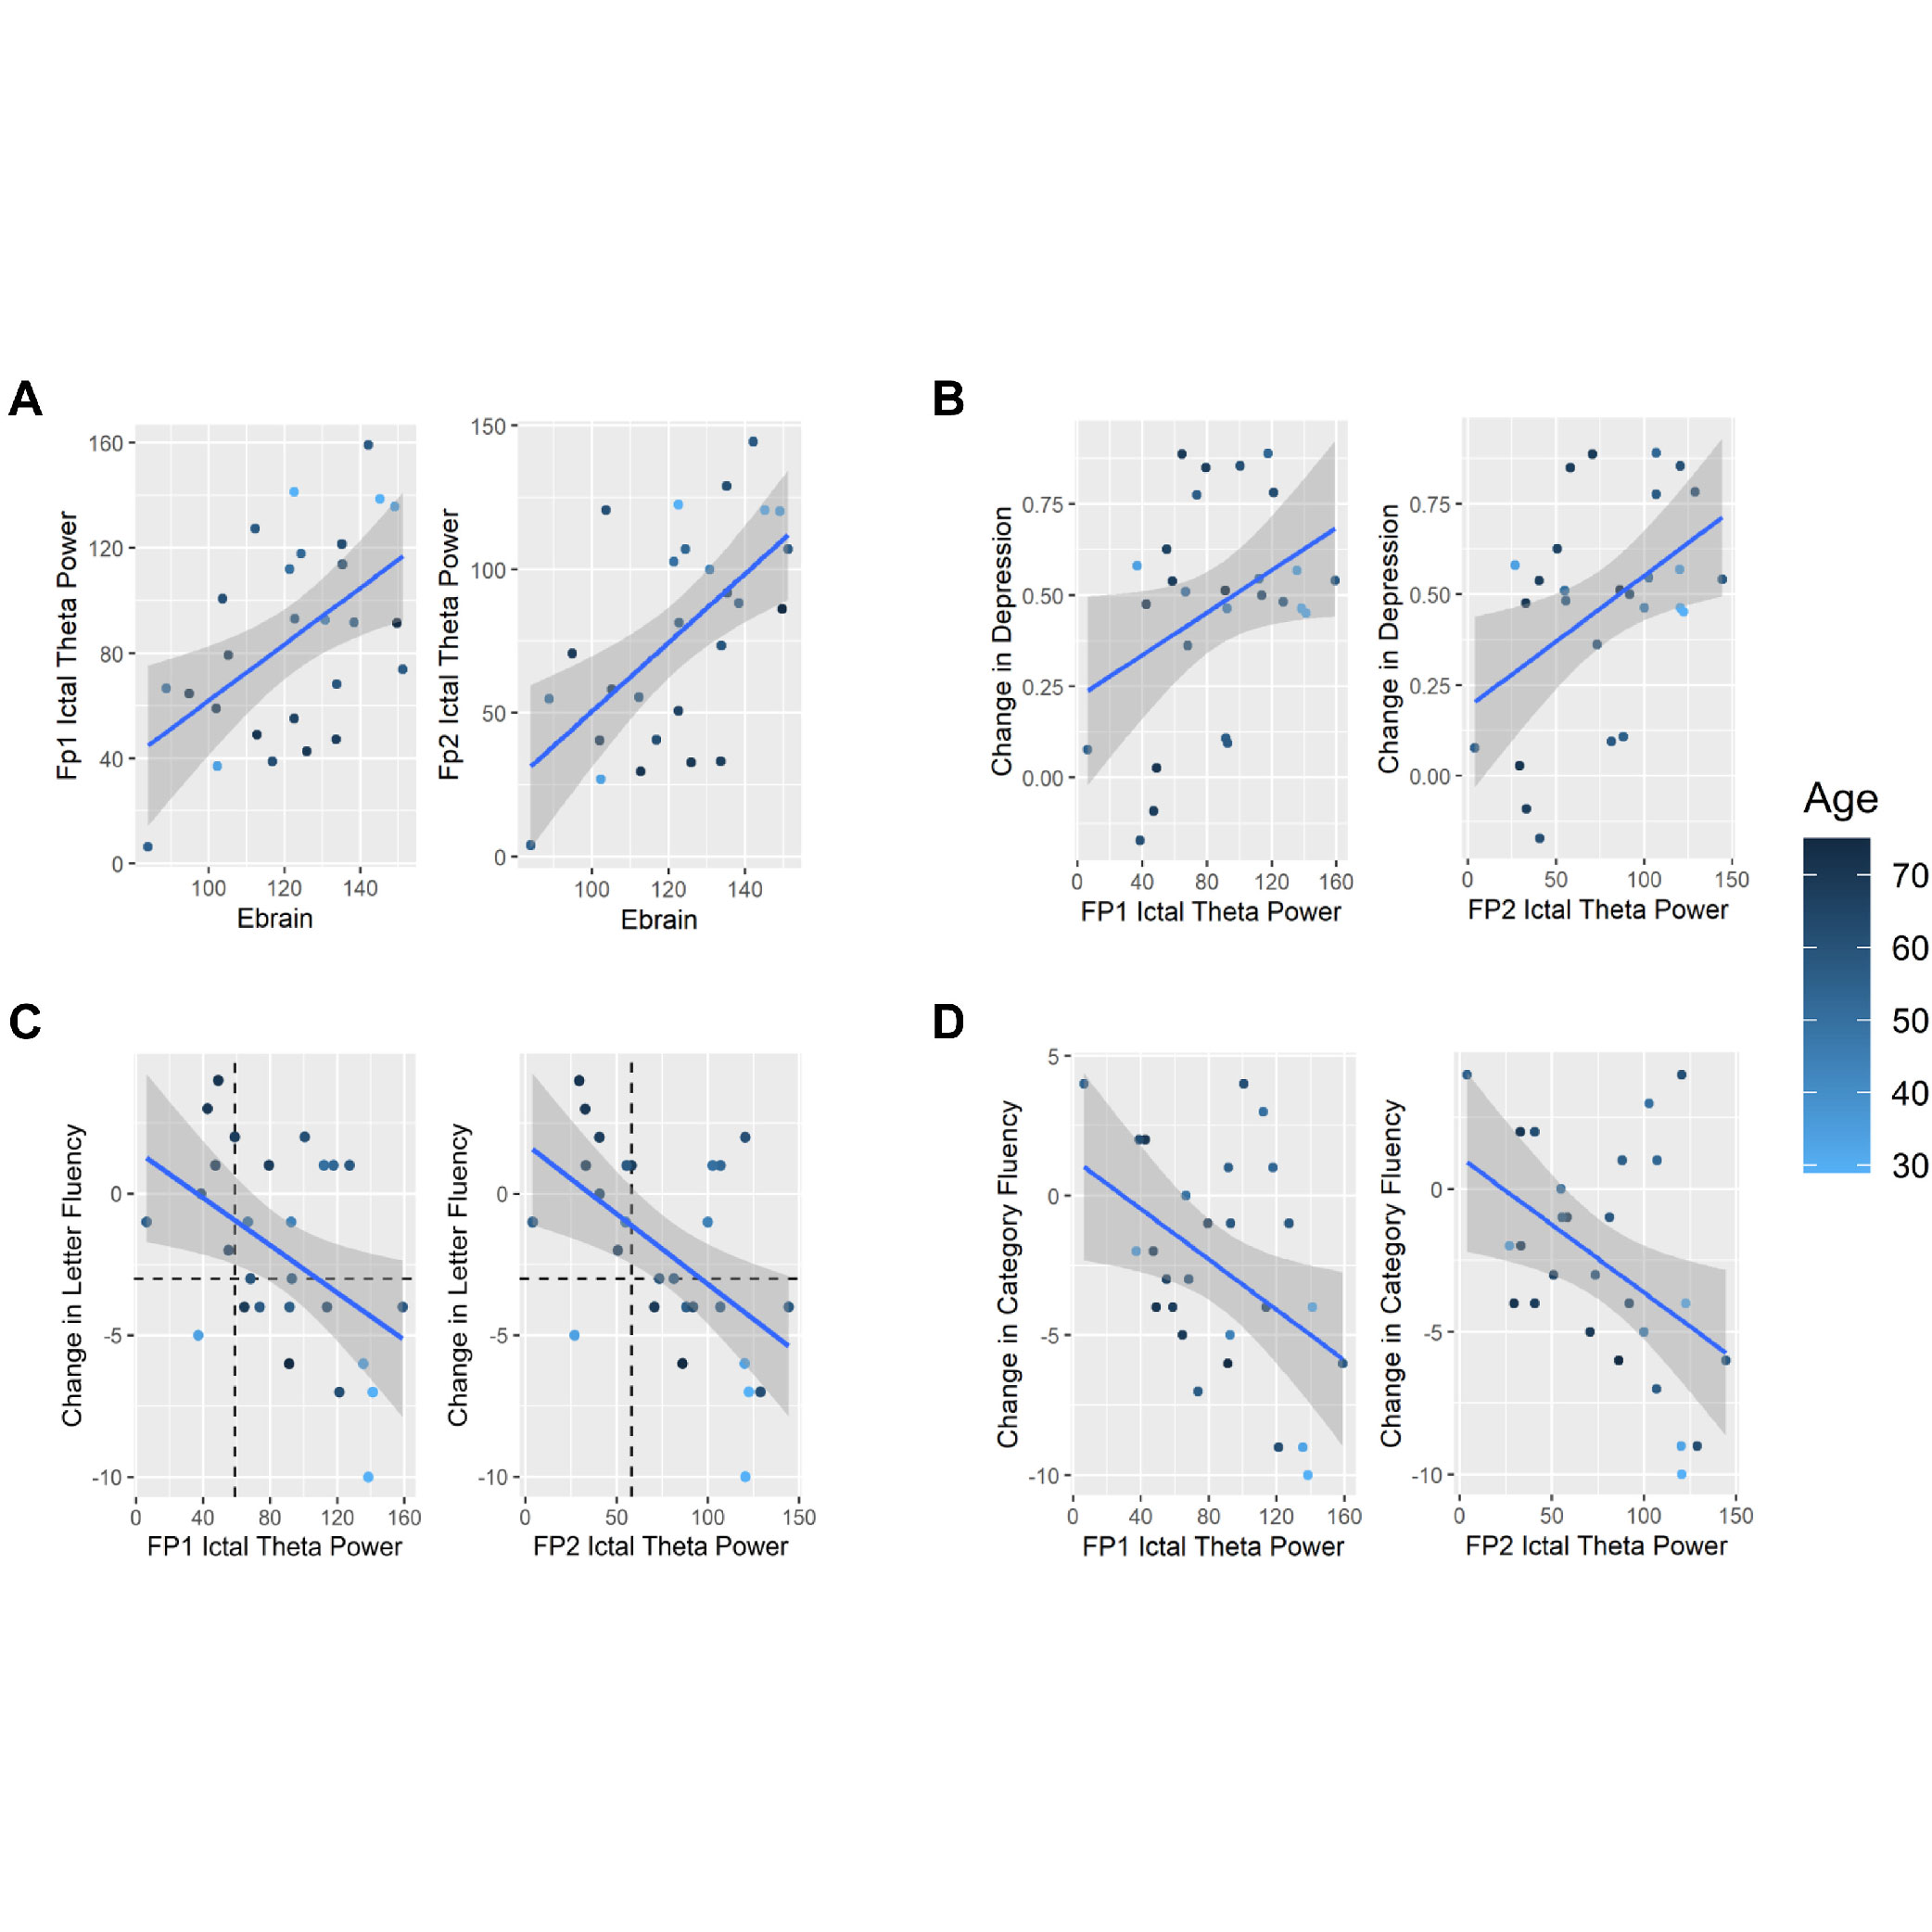 A
Fp1 Ictal Theta Power
160
120
80
40
0
100 120 140
Ebrain
Fp2 Ictal Theta Power
150
100
50
0
100 120 140
Ebrain
B
Change in Depression
0.75
0.50
0.25
0.00
0 40 80 120 160
FP1 Ictal Theta Power
Change in Depression
0.75
0.50
0.25
0.00
0 50 100 150
FP2 Ictal Theta Power
Age
70
60
50
40
30
C
Change in Letter Fluency
0
-5
-10
0 40 80 120 160
FP1 Ictal Theta Power
Change in Letter Fluency
0
-5
-10
0 50 100 150
FP2 Ictal Theta Power
D
Change in Category Fluency
5
0
-5
-10
0 40 80 120 160
FP1 Ictal Theta Power
Change in Category Fluency
0
-5
-10
0 50 100 150
FP2 Ictal Theta Power